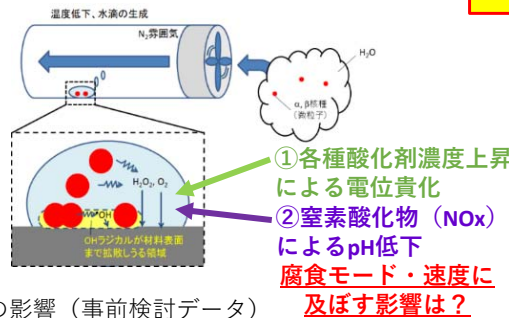 温度低下、水滴の生成
N₂雰囲気
H₂O
α, β核種
（微粒子）
H₂O₂, O₂
OH
OHラジカルが材料表面
まで拡散しうる領域
①各種酸化剤濃度上昇
による電位貴化
②窒素酸化物（NOx）
によるpH低下
腐食モード・速度に
及ぼす影響は？
の影響（事前検討データ）